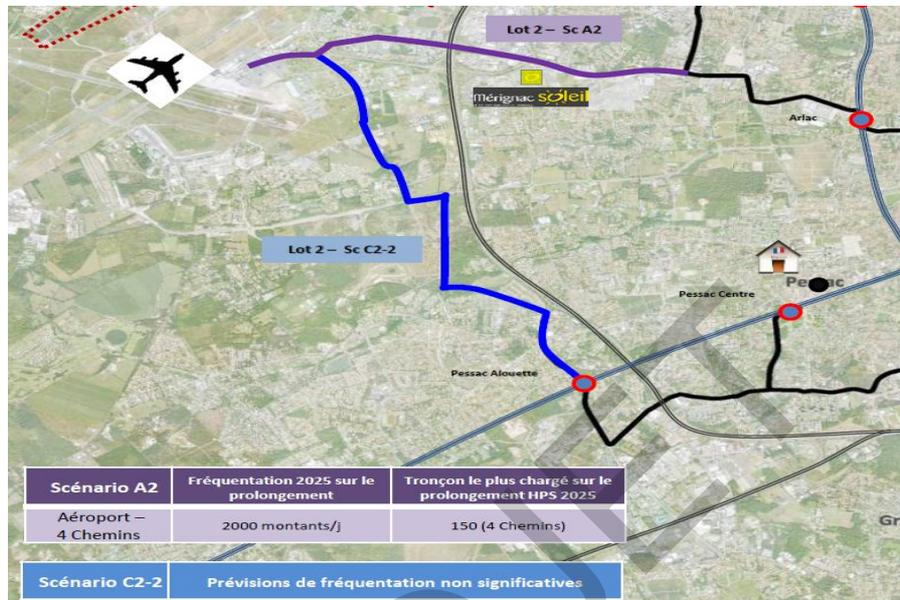 Lot 2 – Sc A2
mérignac soleil
Arlac
Lot 2 – Sc C2-2
Pessac
Pessac Centre
Pessac Alouette
Scénario A2
Fréquentation 2025 sur le
prolongement
Tronçon le plus chargé sur le
prolongement HPS 2025
Aéroport –
4 Chemins
2000 montants/j
150 (4 Chemins)
Gr
Scénario C2-2
Prévisions de fréquentation non significatives